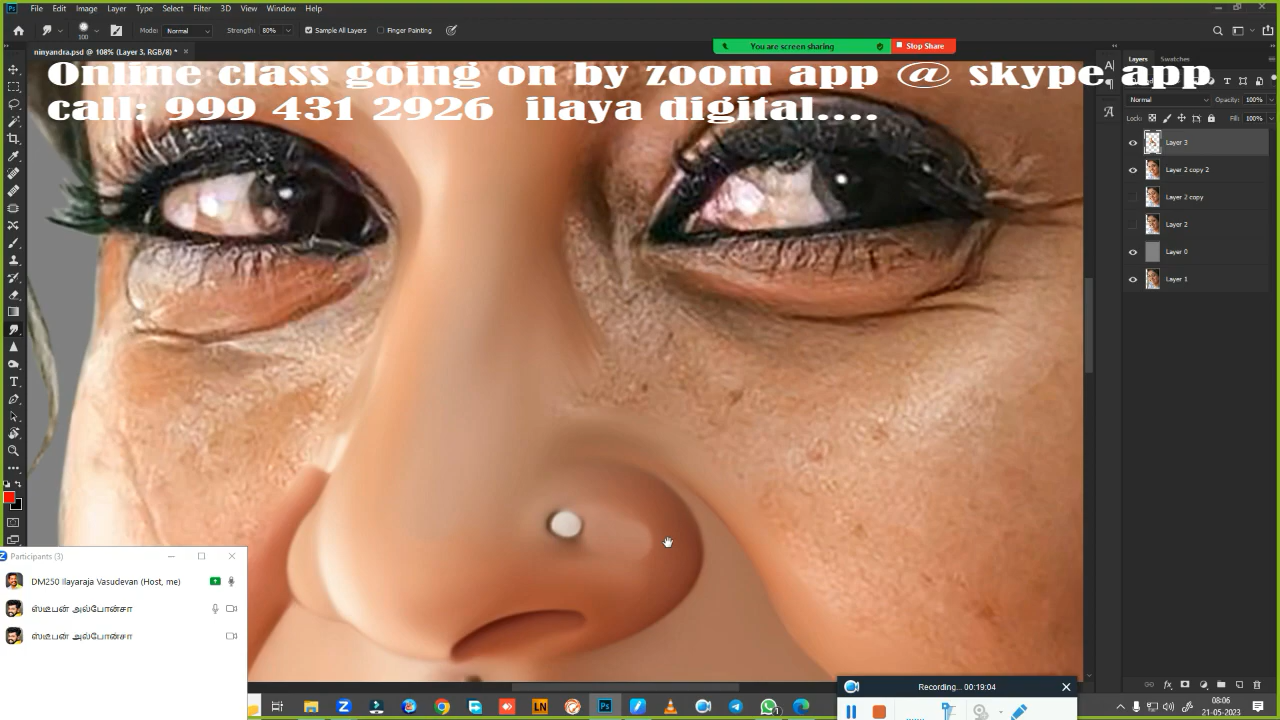 File Edit Image Layer Type Select Filter 3D View Window Help
100 Mode: Normal Strength: 80% Sample All Layers Finger Painting
ninyandra.psd @ 108% (Layer 3, RGB/8) *
You are screen sharing Stop Share
Online class going on by zoom app @ skype app
call: 999 431 2926 ilaya digital....
Layers Swatches
Normal Opacity: 100%
Lock: Fill: 100%
Layer 3
Layer 2 copy 2
Layer 2 copy
Layer 2
Layer 0
Layer 1
Participants (3)
DM250 Ilayaraja Vasudevan (Host, me)
ஸ்டீபன் அல்போன்சா
ஸ்டீபன் அல்போன்சா
Recording... 00:19:04
08:06
21-05-2023